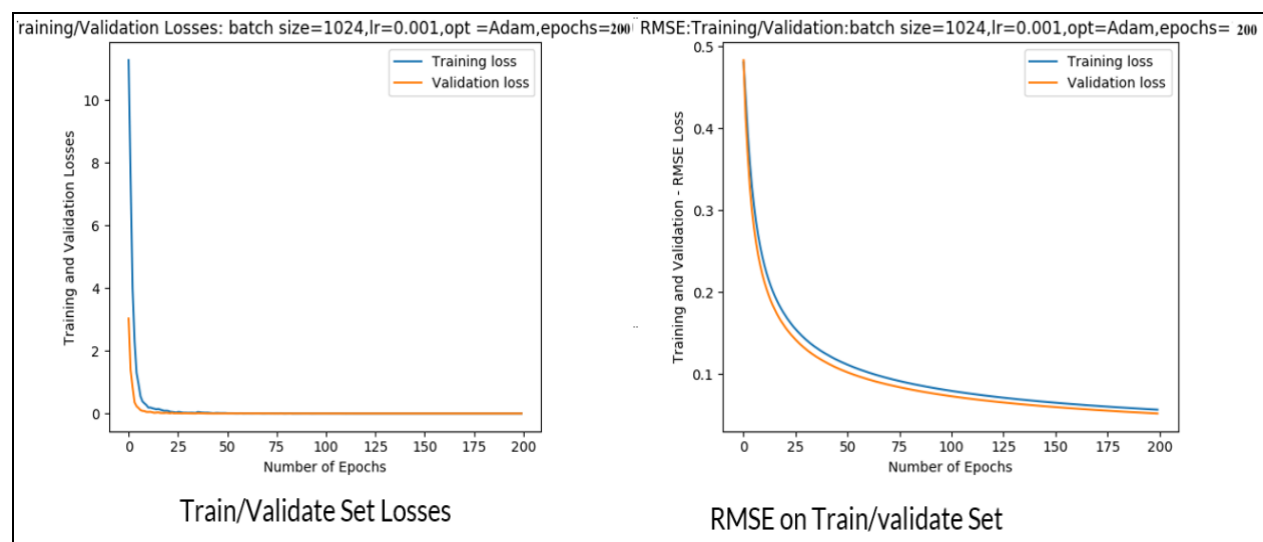 raining/Validation Losses: batch size=1024,lr=0.001,opt =Adam,epochs=200
Training loss
Validation loss
10
8
6
4
2
0
Training and Validation Losses
0 25 50 75 100 125 150 175 200
Number of Epochs
Train/Validate Set Losses
RMSE:Training/Validation:batch size=1024,lr=0.001,opt=Adam,epochs= 200
Training loss
Validation loss
0.5
0.4
0.3
0.2
0.1
Training and Validation - RMSE Loss
0 25 50 75 100 125 150 175 200
Number of Epochs
RMSE on Train/validate Set